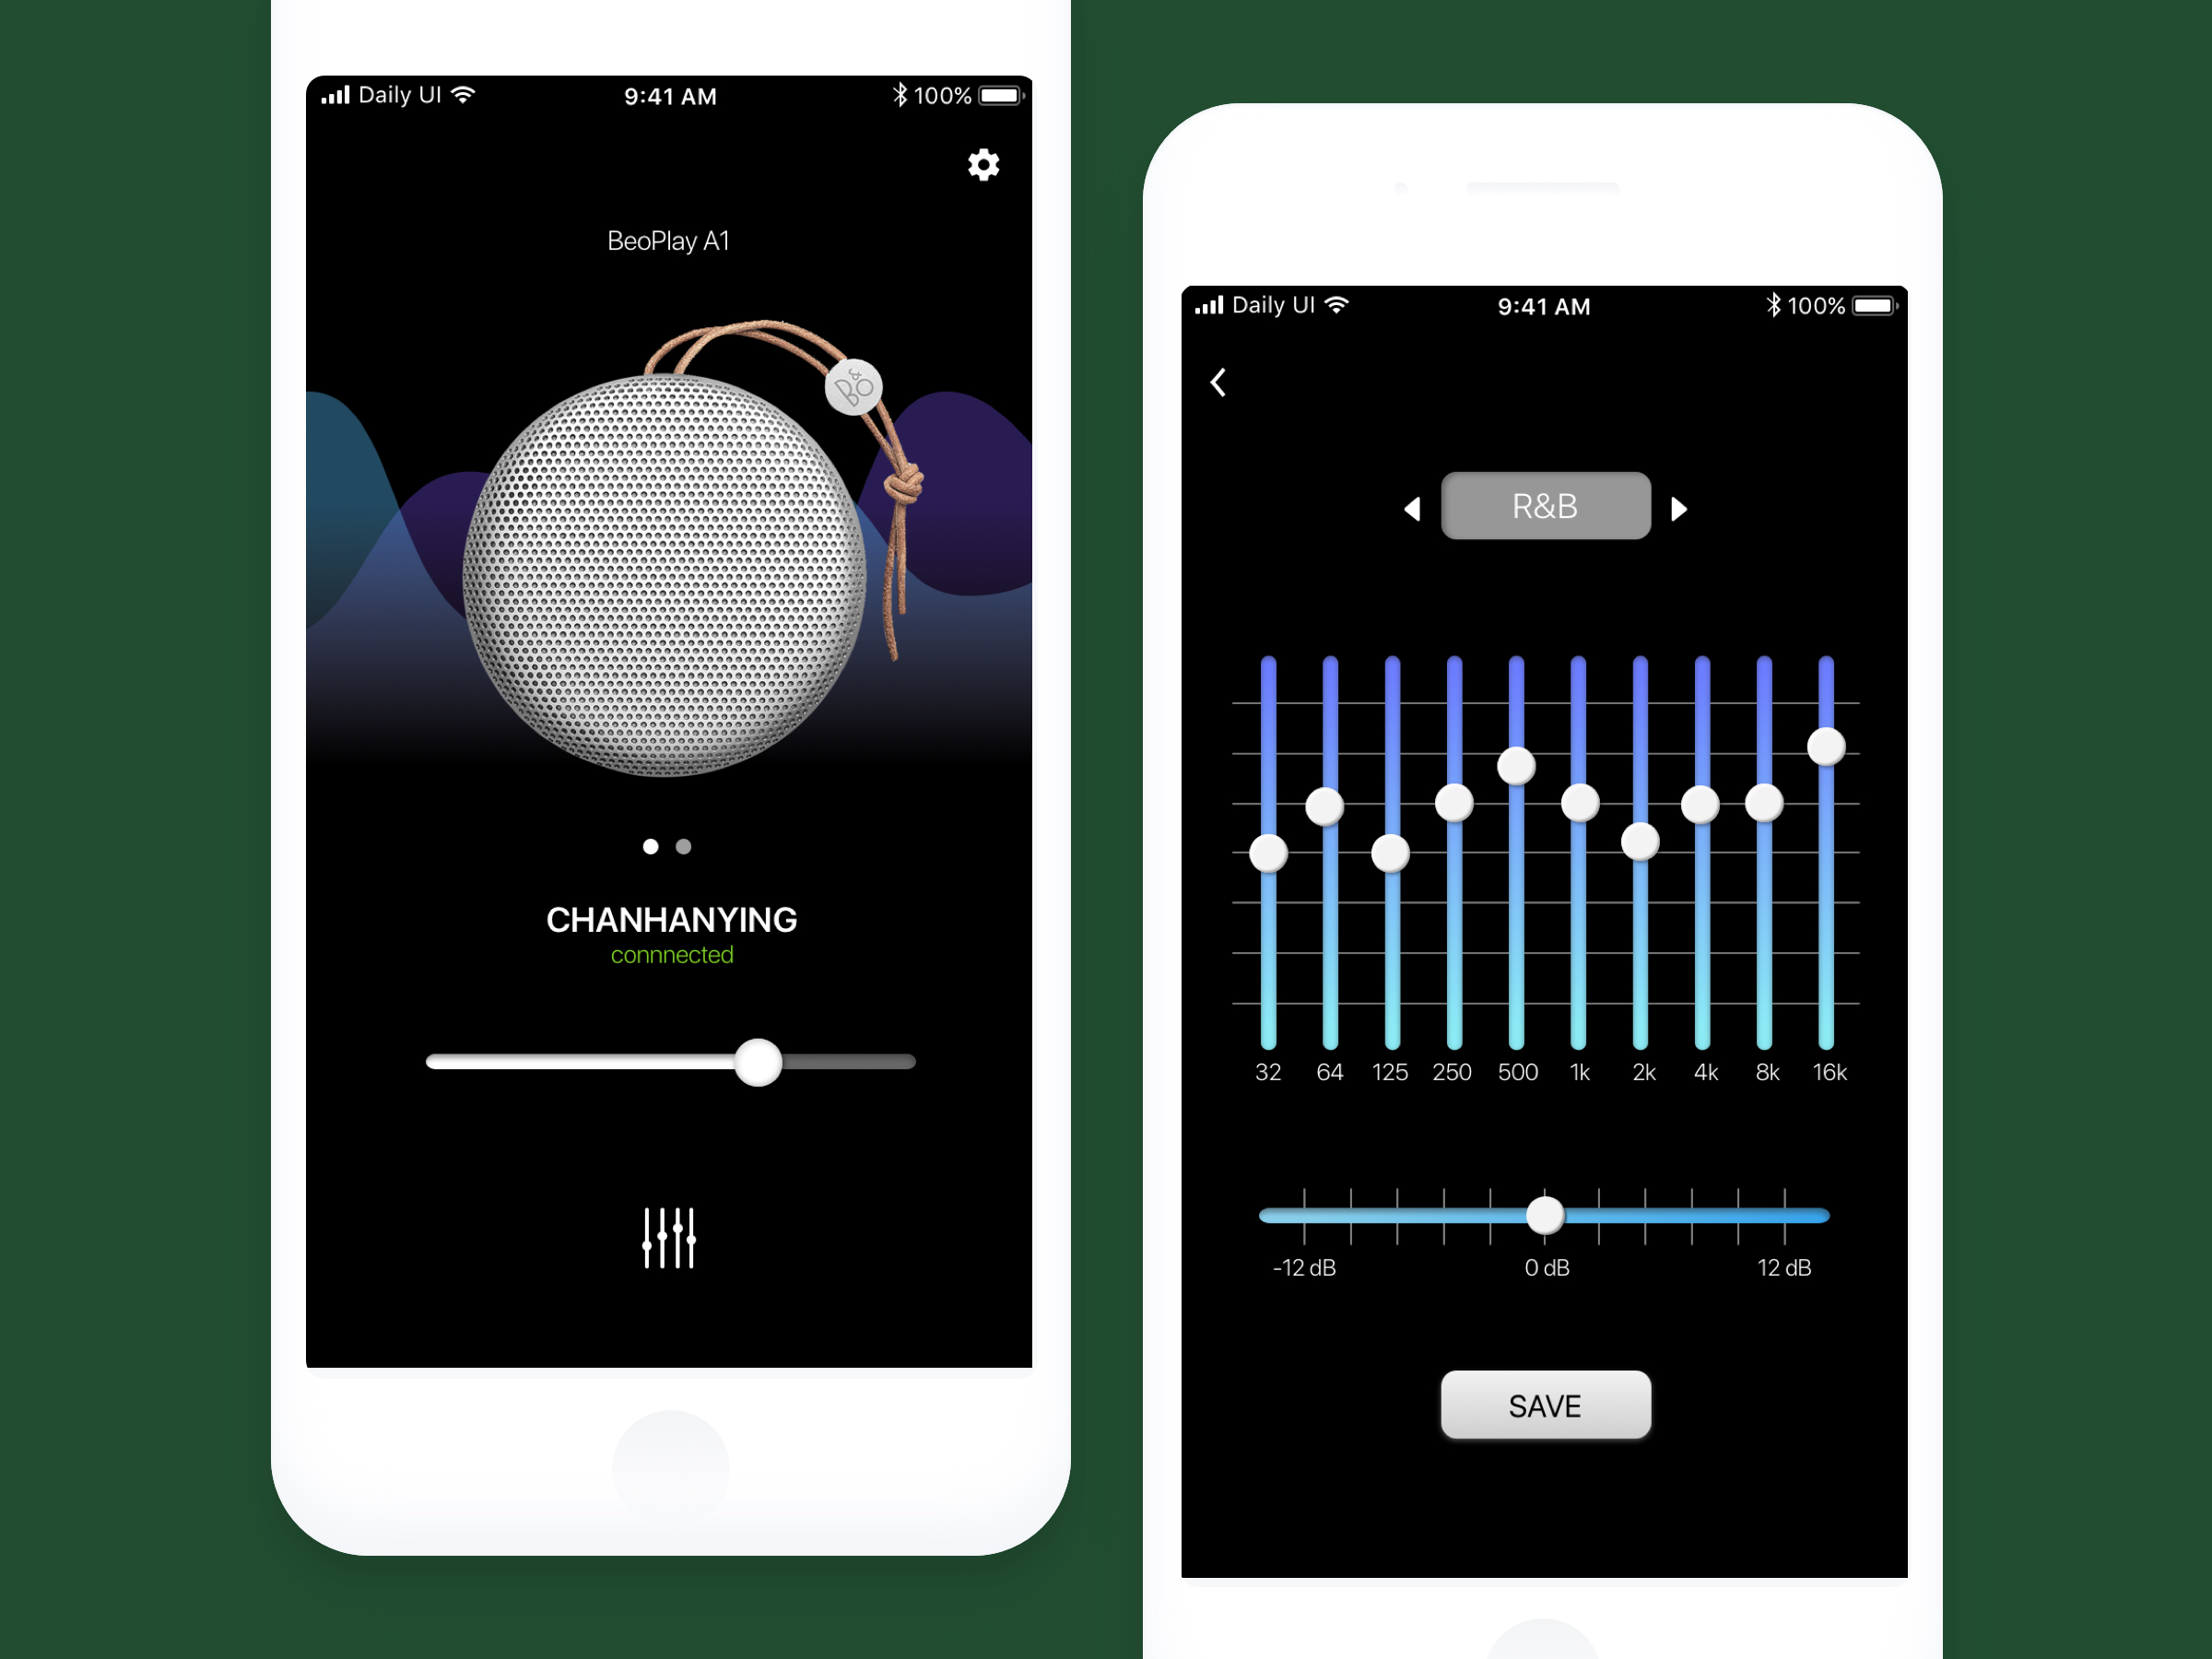 Daily UI 9:41 AM 100%
BeoPlay A1
B&O
CHANHANYING
connnected
Daily UI 9:41 AM 100%
R&B
32 64 125 250 500 1k 2k 4k 8k 16k
-12 dB 0 dB 12 dB
SAVE